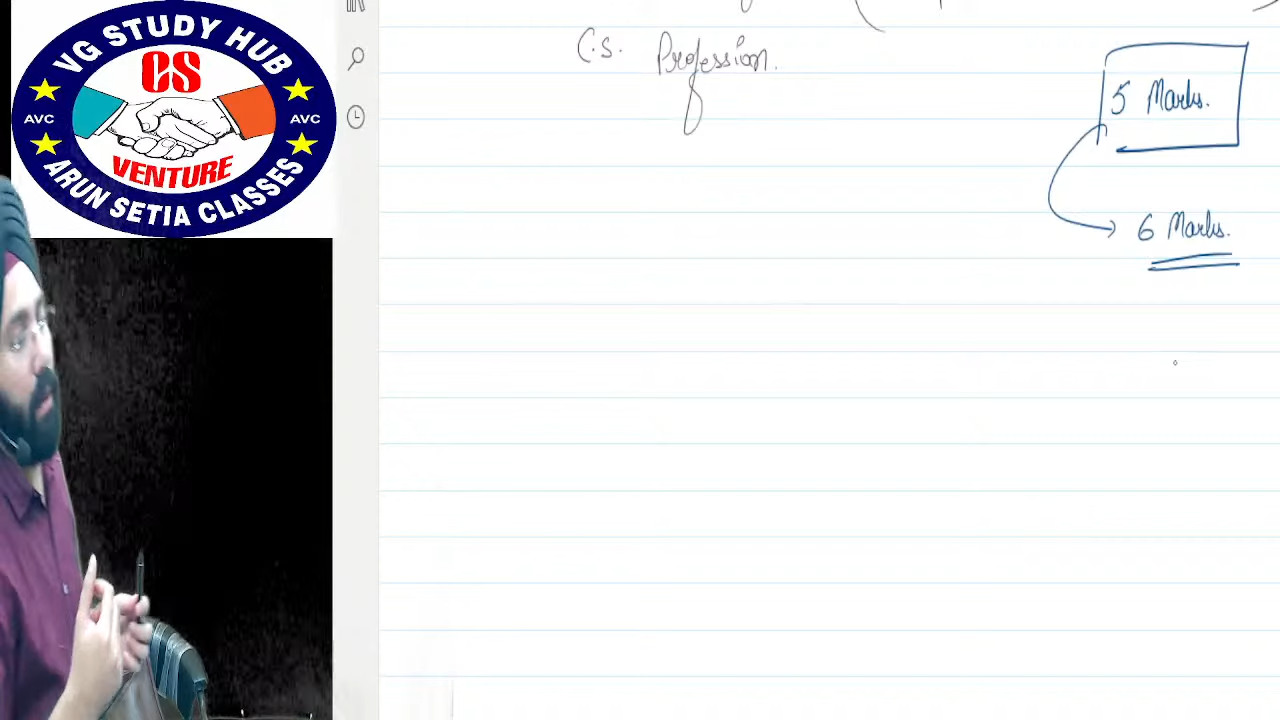 VG STUDY HUB
CS
AVC
AVC
VENTURE
ARUN SETIA CLASSES
C.S. Profession.
5 Marks.
6 Marks.